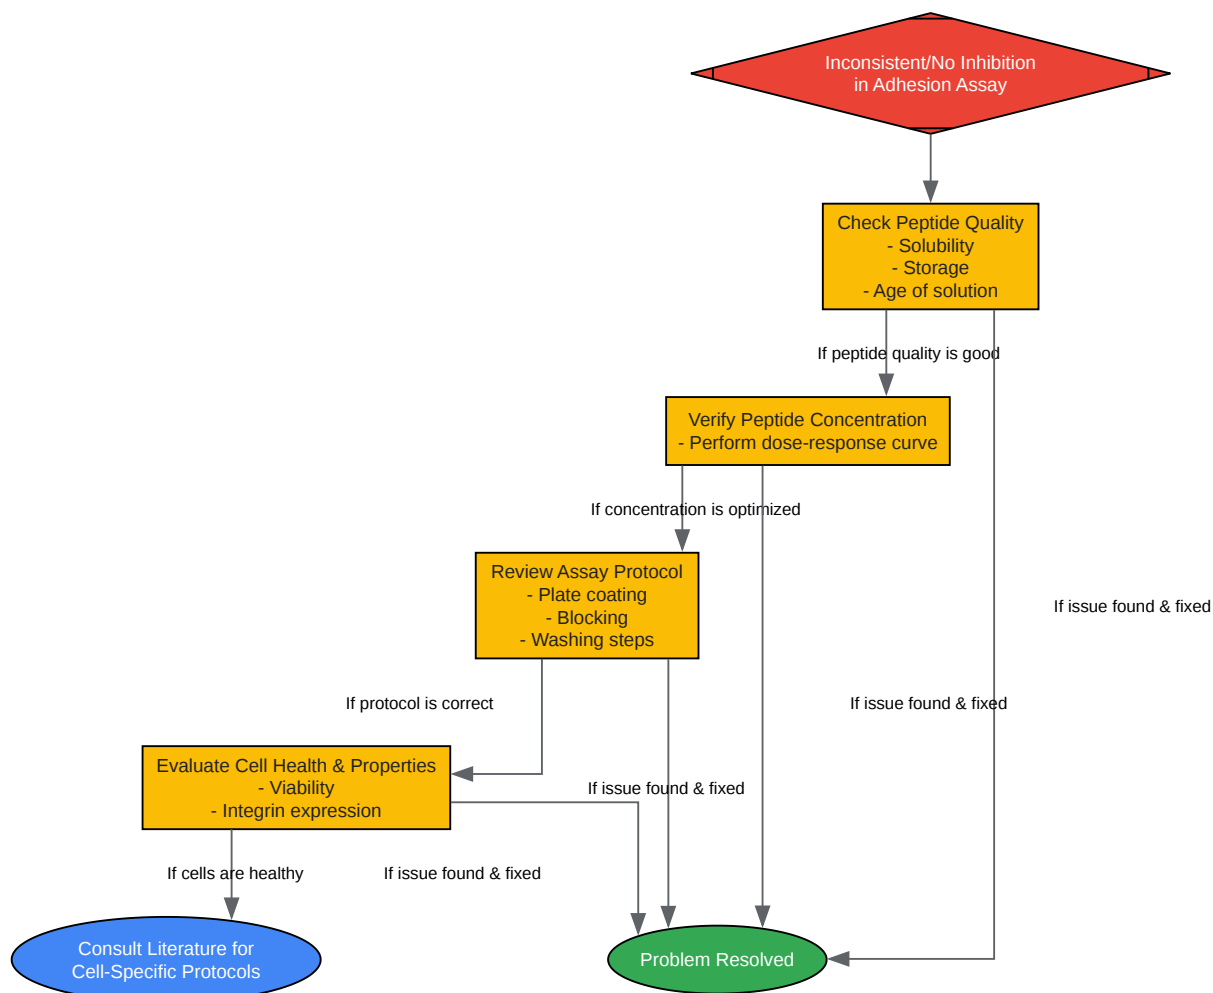 Inconsistent/No Inhibition
in Adhesion Assay
Check Peptide Quality
- Solubility
- Storage
- Age of solution
If peptide quality is good
Verify Peptide Concentration
- Perform dose-response curve
If concentration is optimized
Review Assay Protocol
- Plate coating
- Blocking
- Washing steps
If issue found & fixed
If protocol is correct
If issue found & fixed
Evaluate Cell Health & Properties
- Viability
- Integrin expression
If issue found & fixed
If cells are healthy
If issue found & fixed
Consult Literature for
Cell-Specific Protocols
Problem Resolved